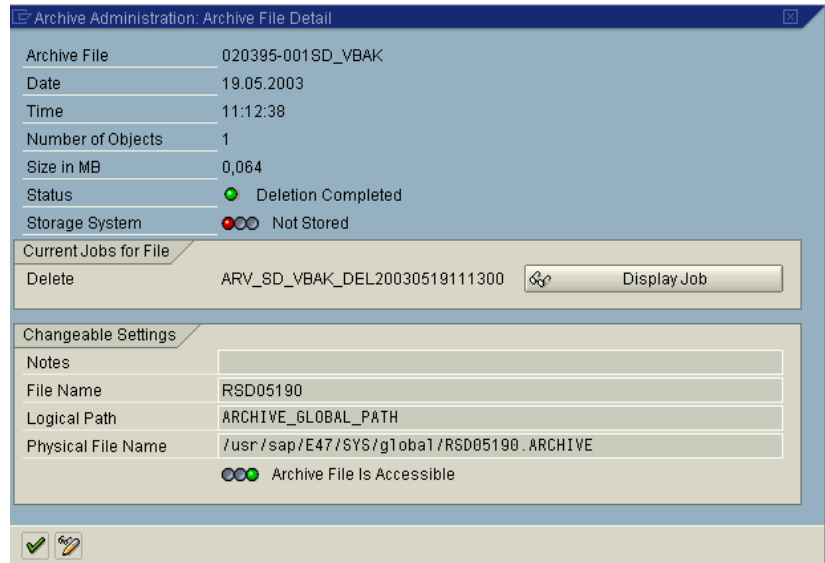 Archive Administration: Archive File Detail
Archive File 020395-001SD_VBAK
Date 19.05.2003
Time 11:12:38
Number of Objects 1
Size in MB 0,064
Status Deletion Completed
Storage System Not Stored
Current Jobs for File
Delete ARV_SD_VBAK_DEL20030519111300 Display Job
Changeable Settings
Notes
File Name RSD05190
Logical Path ARCHIVE_GLOBAL_PATH
Physical File Name /usr/sap/E47/SYS/global/RSD05190.ARCHIVE
Archive File Is Accessible